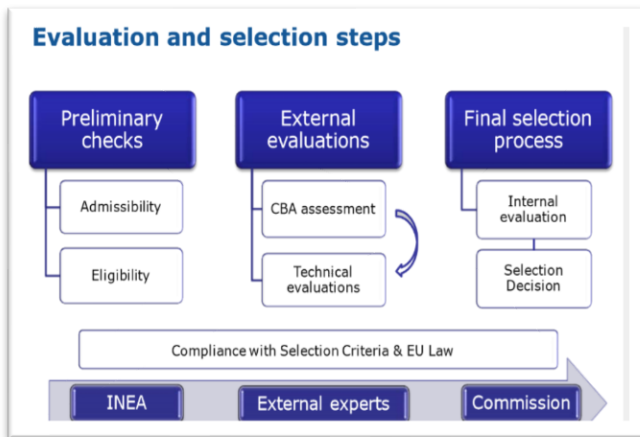 Evaluation and selection steps
Preliminary
checks
External
evaluations
Final selection
process
Admissibility
Eligibility
CBA assessment
Technical
evaluations
Internal
evaluation
Selection
Decision
Compliance with Selection Criteria & EU Law
INEA
External experts
Commission